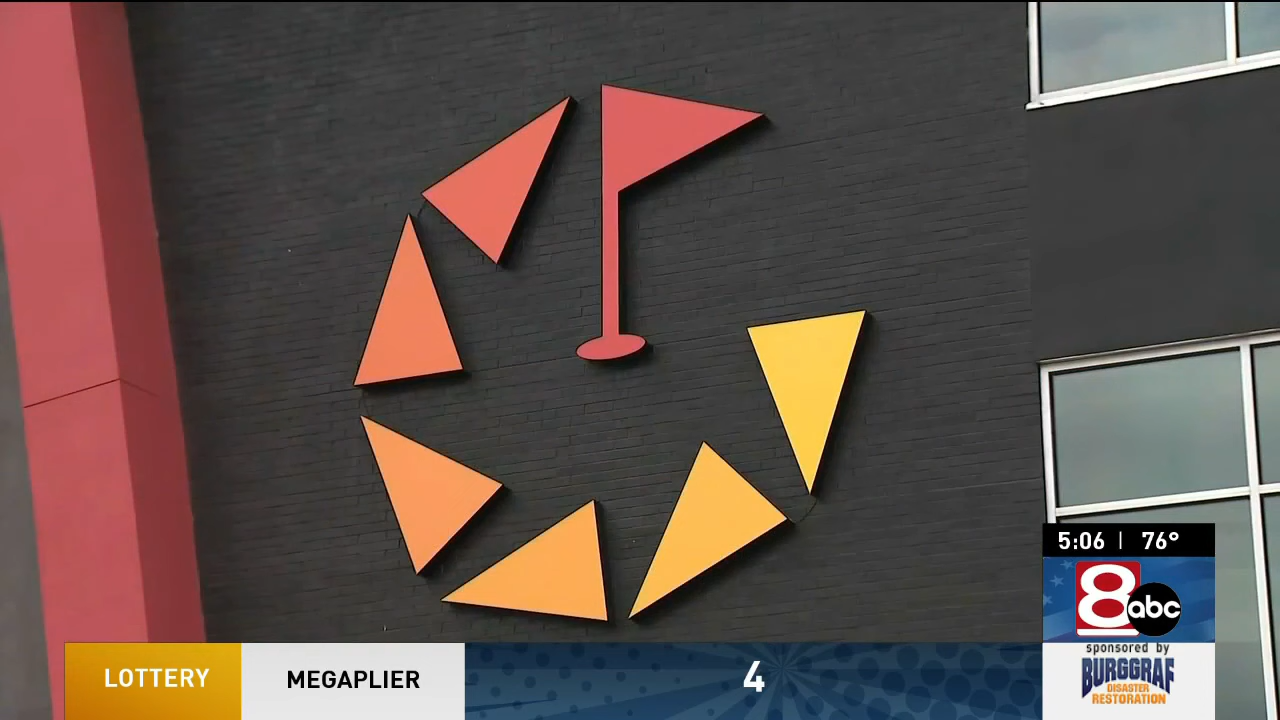 5:06 | 76°
8 abc
sponsored by
BURGGRAF
DISASTER
RESTORATION
LOTTERY
MEGAPLIER
4